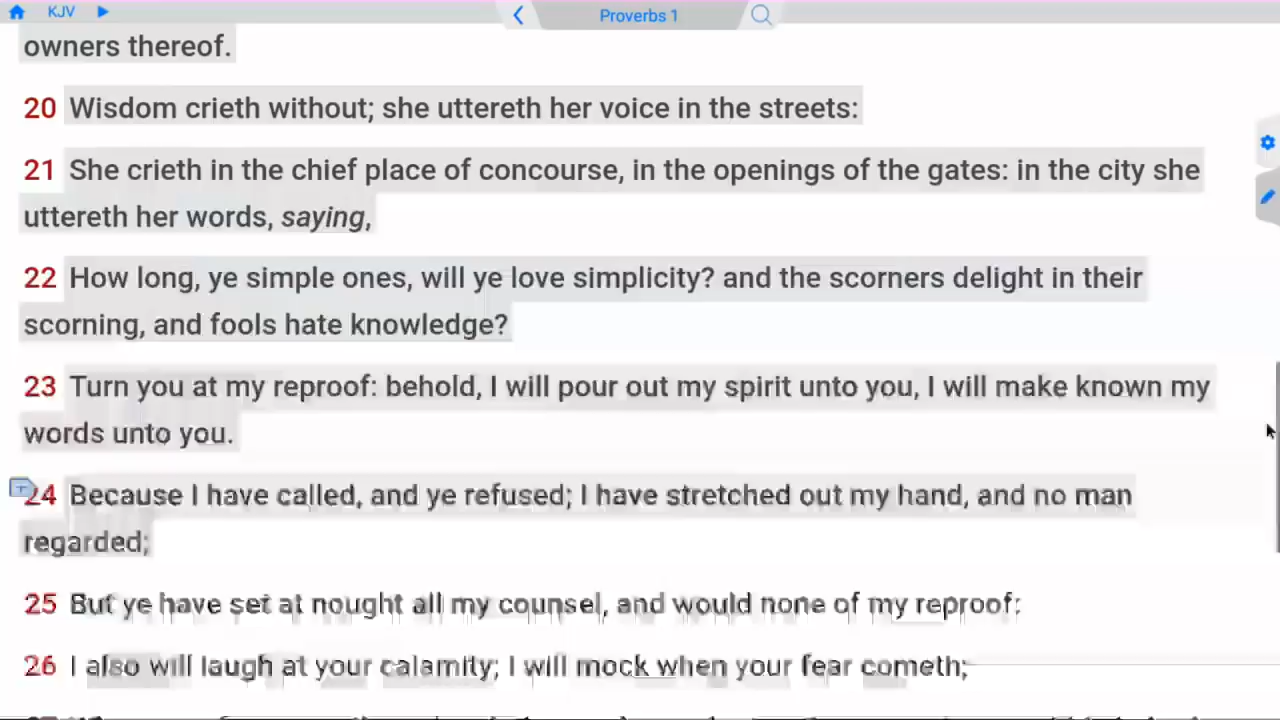 KJV
Proverbs 1
owners thereof.
20 Wisdom crieth without; she uttereth her voice in the streets:
21 She crieth in the chief place of concourse, in the openings of the gates: in the city she
uttereth her words, saying,
22 How long, ye simple ones, will ye love simplicity? and the scorners delight in their
scorning, and fools hate knowledge?
23 Turn you at my reproof: behold, I will pour out my spirit unto you, I will make known my
words unto you.
24 Because I have called, and ye refused; I have stretched out my hand, and no man
regarded;
25 But ye have set at nought all my counsel, and would none of my reproof:
26 I also will laugh at your calamity; I will mock when your fear cometh;